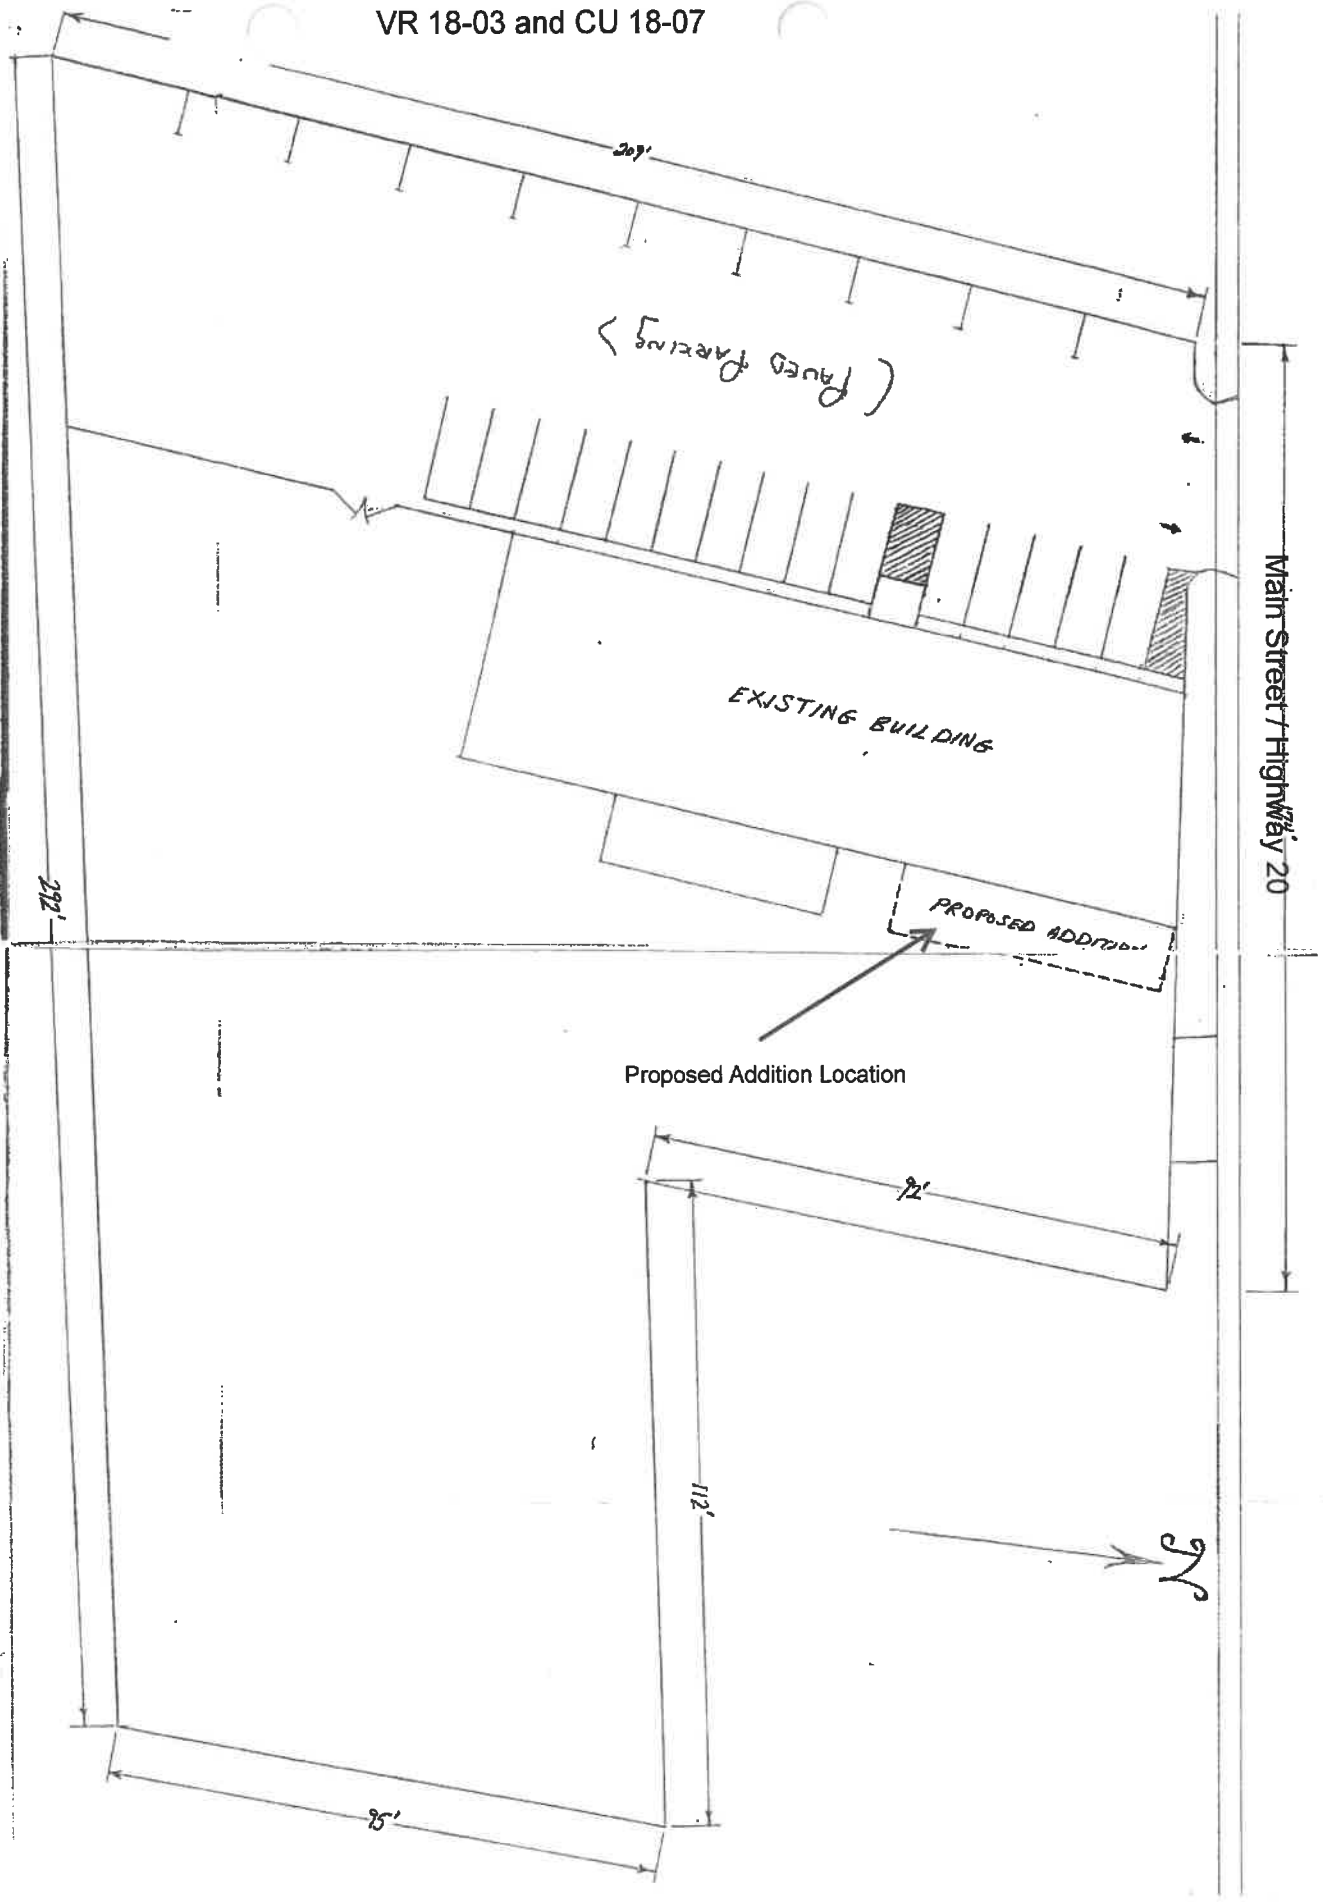 VR 18-03 and CU 18-07
209'
(PAVED PARKING)
Main Street / Highway 20
174'
EXISTING BUILDING
PROPOSED ADDITION
292'
Proposed Addition Location
92'
112'
N
95'